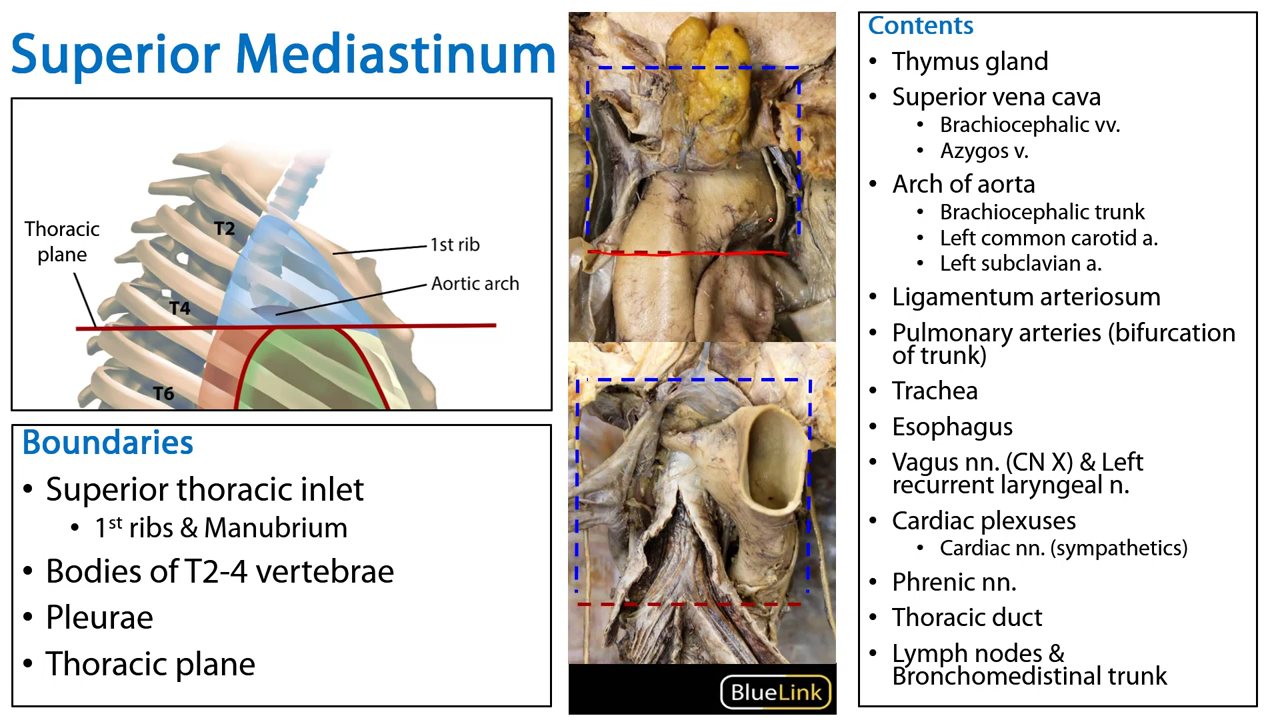 Superior Mediastinum
Thoracic
plane
T2
T4
T6
1st rib
Aortic arch
Boundaries
• Superior thoracic inlet
• 1st ribs & Manubrium
• Bodies of T2-4 vertebrae
• Pleurae
• Thoracic plane
BlueLink
Contents
• Thymus gland
• Superior vena cava
• Brachiocephalic vv.
• Azygos v.
• Arch of aorta
• Brachiocephalic trunk
• Left common carotid a.
• Left subclavian a.
• Ligamentum arteriosum
• Pulmonary arteries (bifurcation
of trunk)
• Trachea
• Esophagus
• Vagus nn. (CN X) & Left
recurrent laryngeal n.
• Cardiac plexuses
• Cardiac nn. (sympathetics)
• Phrenic nn.
• Thoracic duct
• Lymph nodes &
Bronchomedistinal trunk